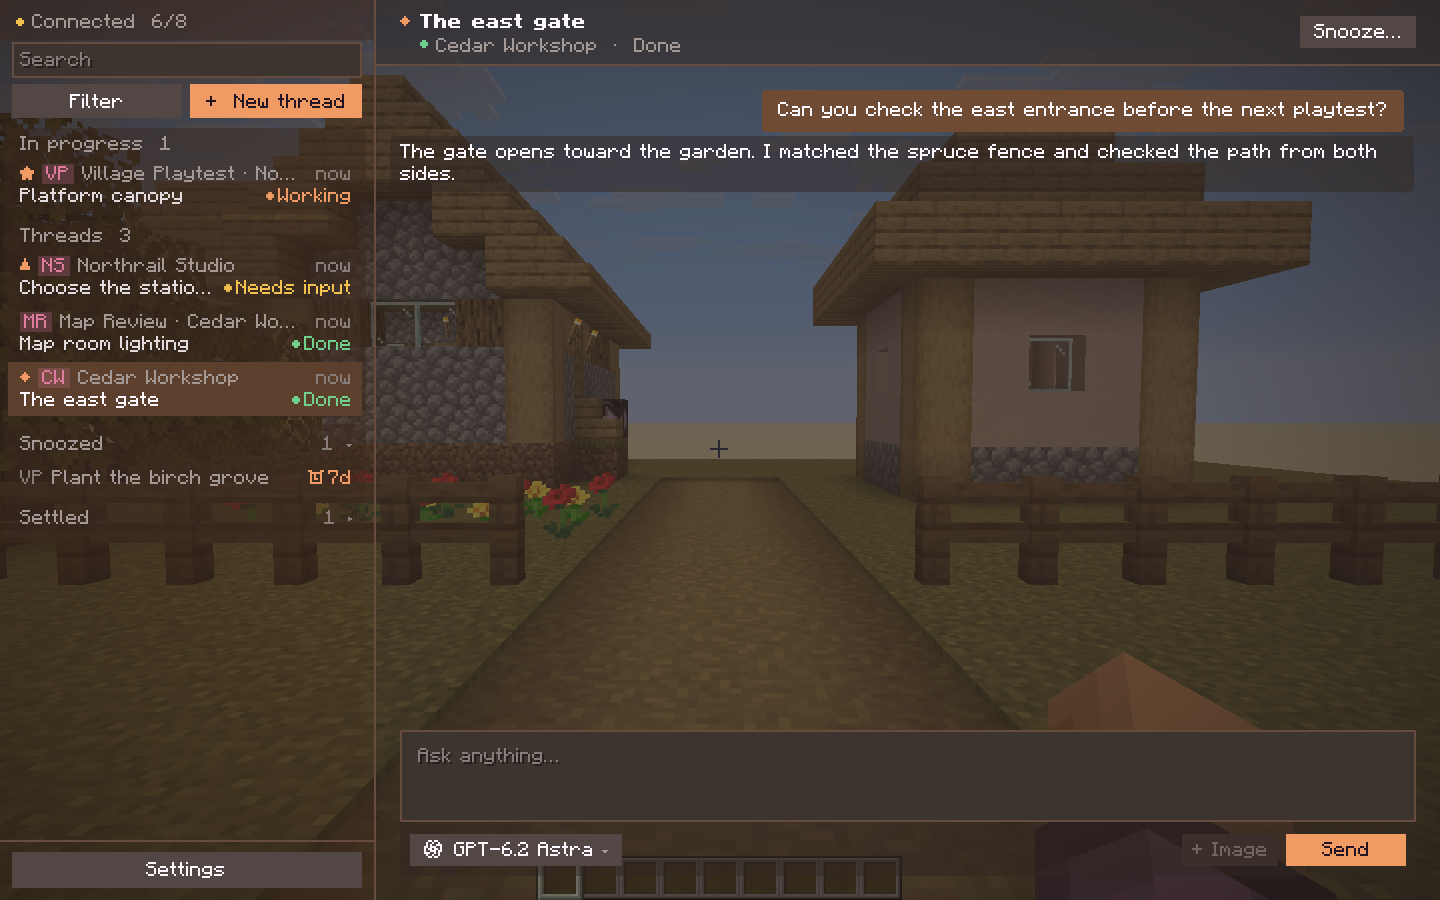 Connected 6/8
Search
Filter
+ New thread
In progress 1
VP Village Playtest · No... now
Platform canopy Working
Threads 3
NS Northrail Studio now
Choose the statio... Needs input
MR Map Review · Cedar Wo... now
Map room lighting Done
CW Cedar Workshop now
The east gate Done
Snoozed 1
VP Plant the birch grove 7d
Settled 1
Settings
The east gate
Cedar Workshop · Done
Snooze...
Can you check the east entrance before the next playtest?
The gate opens toward the garden. I matched the spruce fence and checked the path from both
sides.
Ask anything...
GPT-6.2 Astra
+ Image
Send